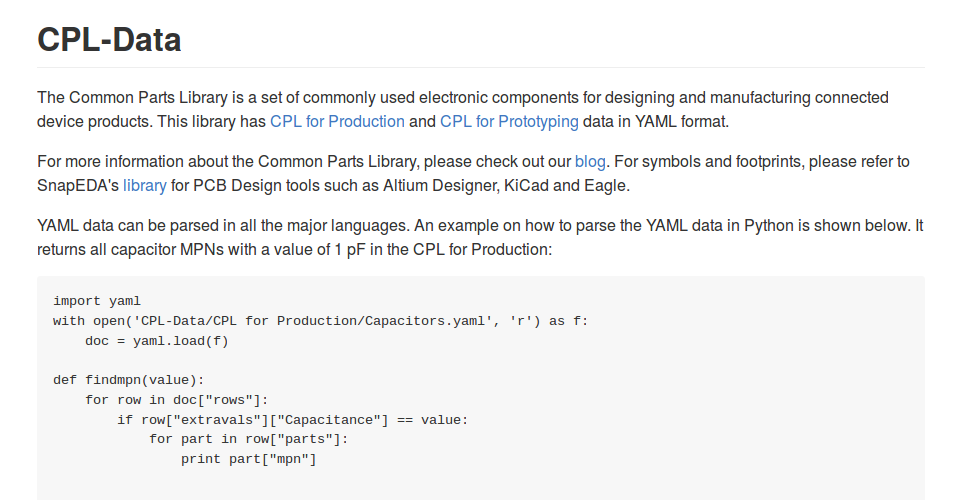 CPL-Data
The Common Parts Library is a set of commonly used electronic components for designing and manufacturing connected
device products. This library has CPL for Production and CPL for Prototyping data in YAML format.
For more information about the Common Parts Library, please check out our blog. For symbols and footprints, please refer to
SnapEDA's library for PCB Design tools such as Altium Designer, KiCad and Eagle.
YAML data can be parsed in all the major languages. An example on how to parse the YAML data in Python is shown below. It
returns all capacitor MPNs with a value of 1 pF in the CPL for Production:
import yaml
with open('CPL-Data/CPL for Production/Capacitors.yaml', 'r') as f:
    doc = yaml.load(f)
def findmpn(value):
    for row in doc["rows"]:
        if row["extravals"]["Capacitance"] == value:
            for part in row["parts"]:
                print part["mpn"]